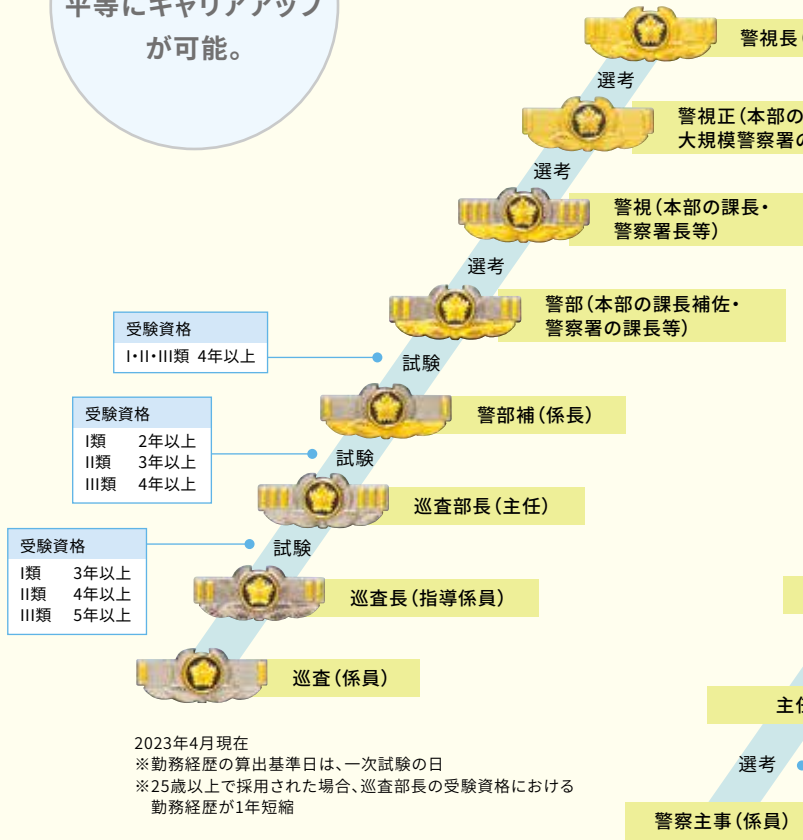 平等にキャリアアップ
が可能。
警視長
選考
警視正（本部の
大規模警察署の
選考
警視（本部の課長・
警察署長等）
選考
警部（本部の課長補佐・
警察署の課長等）
受験資格
I・II・III類 4年以上
試験
警部補（係長）
受験資格
I類 2年以上
II類 3年以上
III類 4年以上
試験
巡査部長（主任）
受験資格
I類 3年以上
II類 4年以上
III類 5年以上
試験
巡査長（指導係員）
巡査（係員）
2023年4月現在
※勤務経歴の算出基準日は、一次試験の日
※25歳以上で採用された場合、巡査部長の受験資格における
勤務経歴が1年短縮
主任
選考
警察主事（係員）